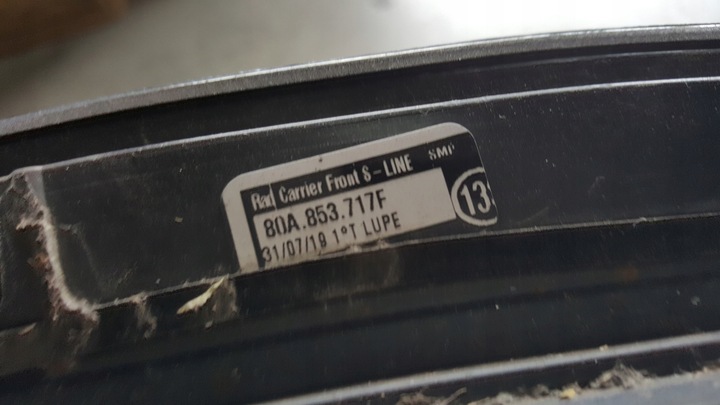 Rad Carrier Front S-LINE SMP
80A.853.717F
31/07/18 1°T LUPE
13